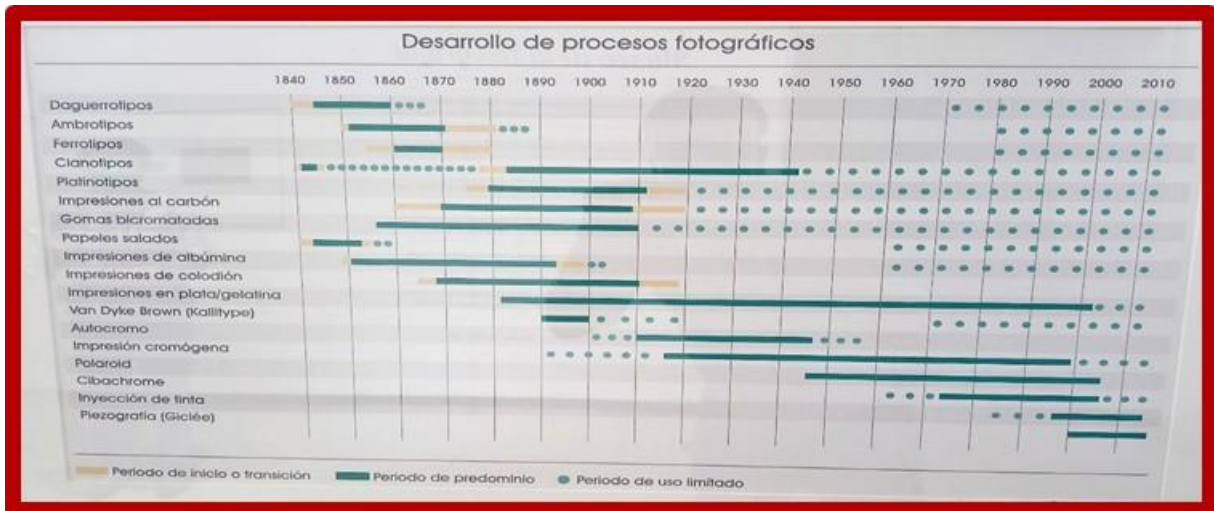 Desarrollo de procesos fotográficos
1840 1850 1860 1870 1880 1890 1900 1910 1920 1930 1940 1950 1960 1970 1980 1990 2000 2010
Daguerrotipos
Ambrotipos
Ferrotipos
Cianotipos
Platinotipos
Impresiones al carbón
Gomas bicromatadas
Papeles salados
Impresiones de albúmina
Impresiones de colodión
Impresiones en plata/gelatina
Van Dyke Brown (Kallitype)
Autocromo
Impresión cromógena
Polaroid
Cibachrome
Inyección de tinta
Piezografía (Giclée)
Periodo de inicio o transición Periodo de predominio Periodo de uso limitado